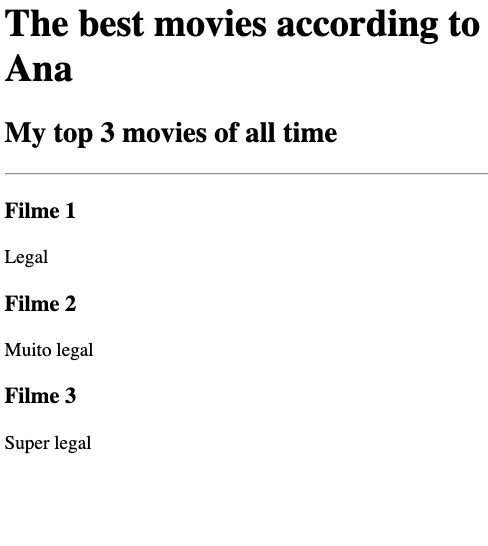 The best movies according to
Ana
My top 3 movies of all time
Filme 1
Legal
Filme 2
Muito legal
Filme 3
Super legal